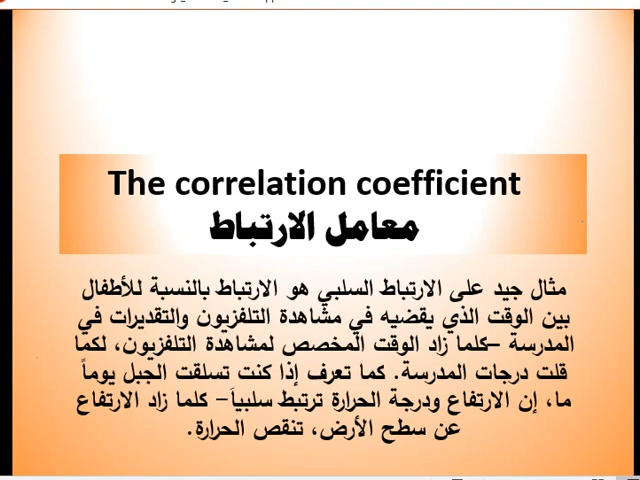 The correlation coefficient
معامل الارتباط
مثال جيد على الارتباط السلبي هو الارتباط بالنسبة للأطفال
بين الوقت الذي يقضيه في مشاهدة التلفزيون والتقديرات في
المدرسة –كلما زاد الوقت المخصص لمشاهدة التلفزيون، لكما
قلت درجات المدرسة. كما تعرف إذا كنت تسلقت الجبل يوماً
ما، إن الارتفاع ودرجة الحرارة ترتبط سلبياً– كلما زاد الارتفاع
عن سطح الأرض، تنقص الحرارة.